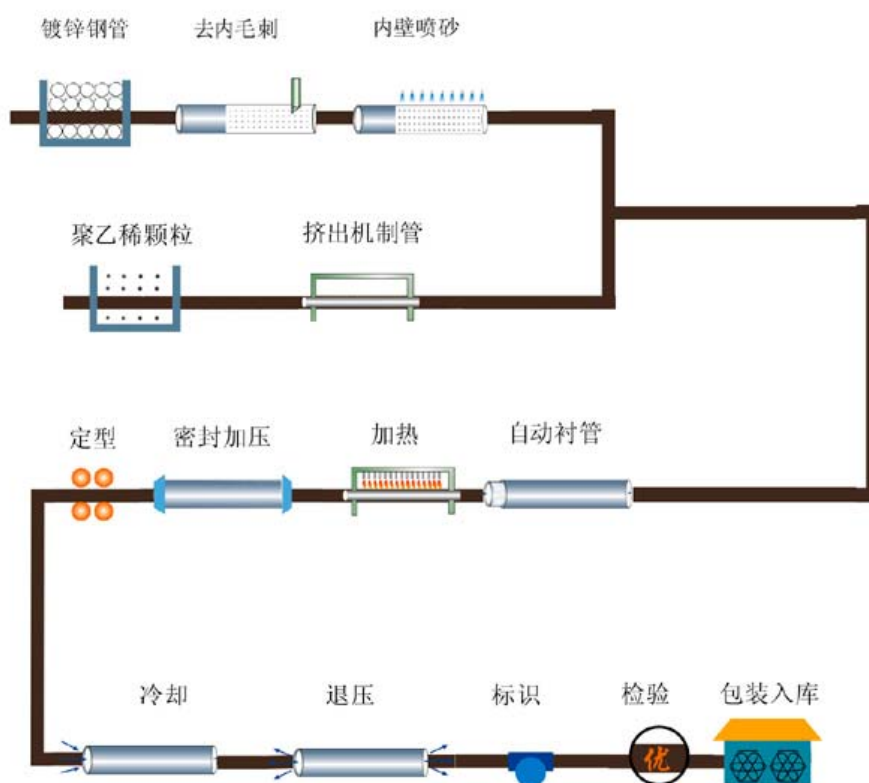 镀锌钢管
去内毛刺
内壁喷砂
聚乙稀颗粒
挤出机制管
定型
密封加压
加热
自动衬管
冷却
退压
标识
检验
包装入库
优